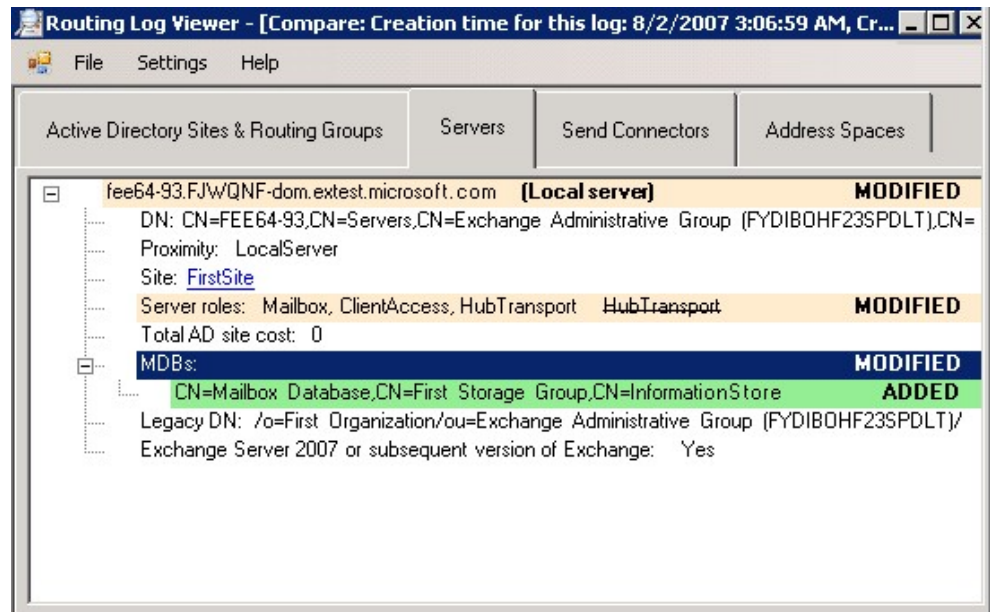 Routing Log Viewer - [Compare: Creation time for this log: 8/2/2007 3:06:59 AM, Cr...
File Settings Help
Active Directory Sites & Routing Groups Servers Send Connectors Address Spaces
fee64-93.FJWQNF-dom.extest.microsoft.com (Local server) MODIFIED
DN: CN=FEE64-93,CN=Servers,CN=Exchange Administrative Group (FYDIBOHF23SPDLT),CN=
Proximity: LocalServer
Site: FirstSite
Server roles: Mailbox, ClientAccess, HubTransport HubTransport MODIFIED
Total AD site cost: 0
MDBs: MODIFIED
CN=Mailbox Database,CN=First Storage Group,CN=InformationStore ADDED
Legacy DN: /o=First Organization/ou=Exchange Administrative Group (FYDIBOHF23SPDLT)/
Exchange Server 2007 or subsequent version of Exchange: Yes